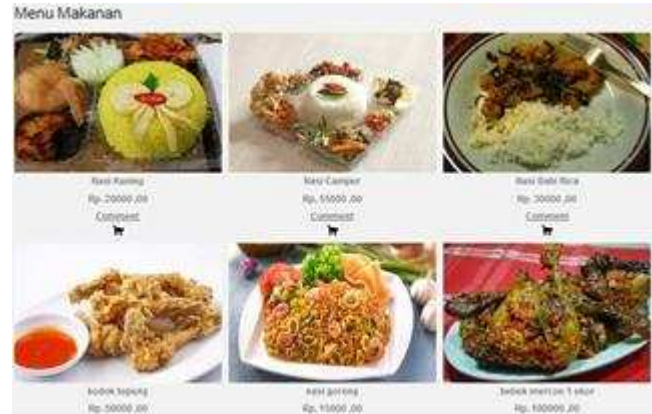 Menu Makanan
Nasi Kuning
Nasi Campur
Nasi Babi Rica
Rp. 20000 ,00
Rp. 55000 ,00
Rp. 30000 ,00
Comment
Comment
Comment
kodok tepung
nasi goreng
bebek mercon 1 ekor
Rp. 50000 ,00
Rp. 15000 ,00
Rp. 100000 ,00